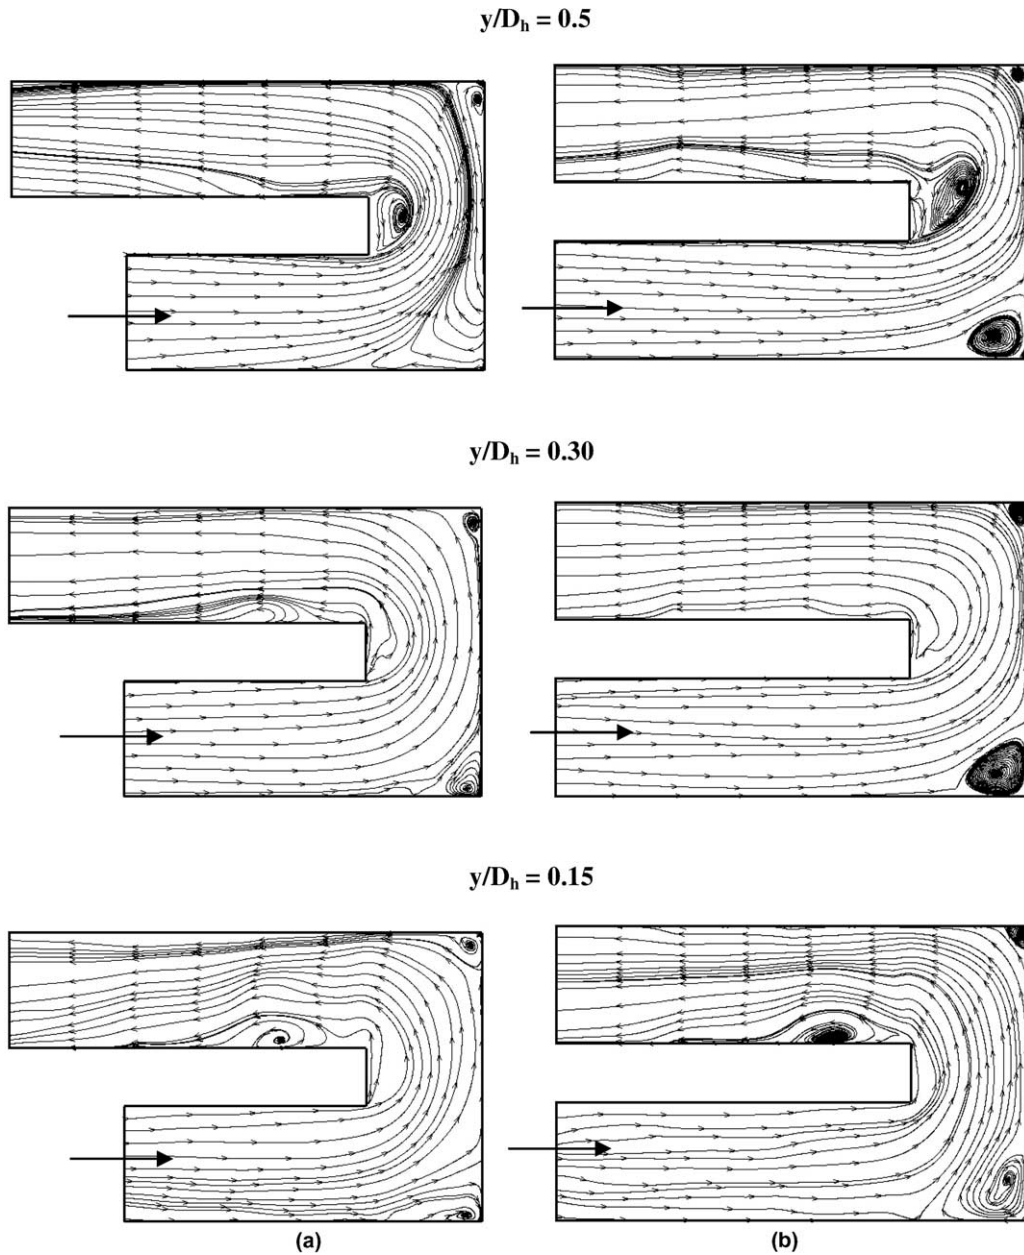 y/Dₕ = 0.5
y/Dₕ = 0.30
y/Dₕ = 0.15
(a) (b)